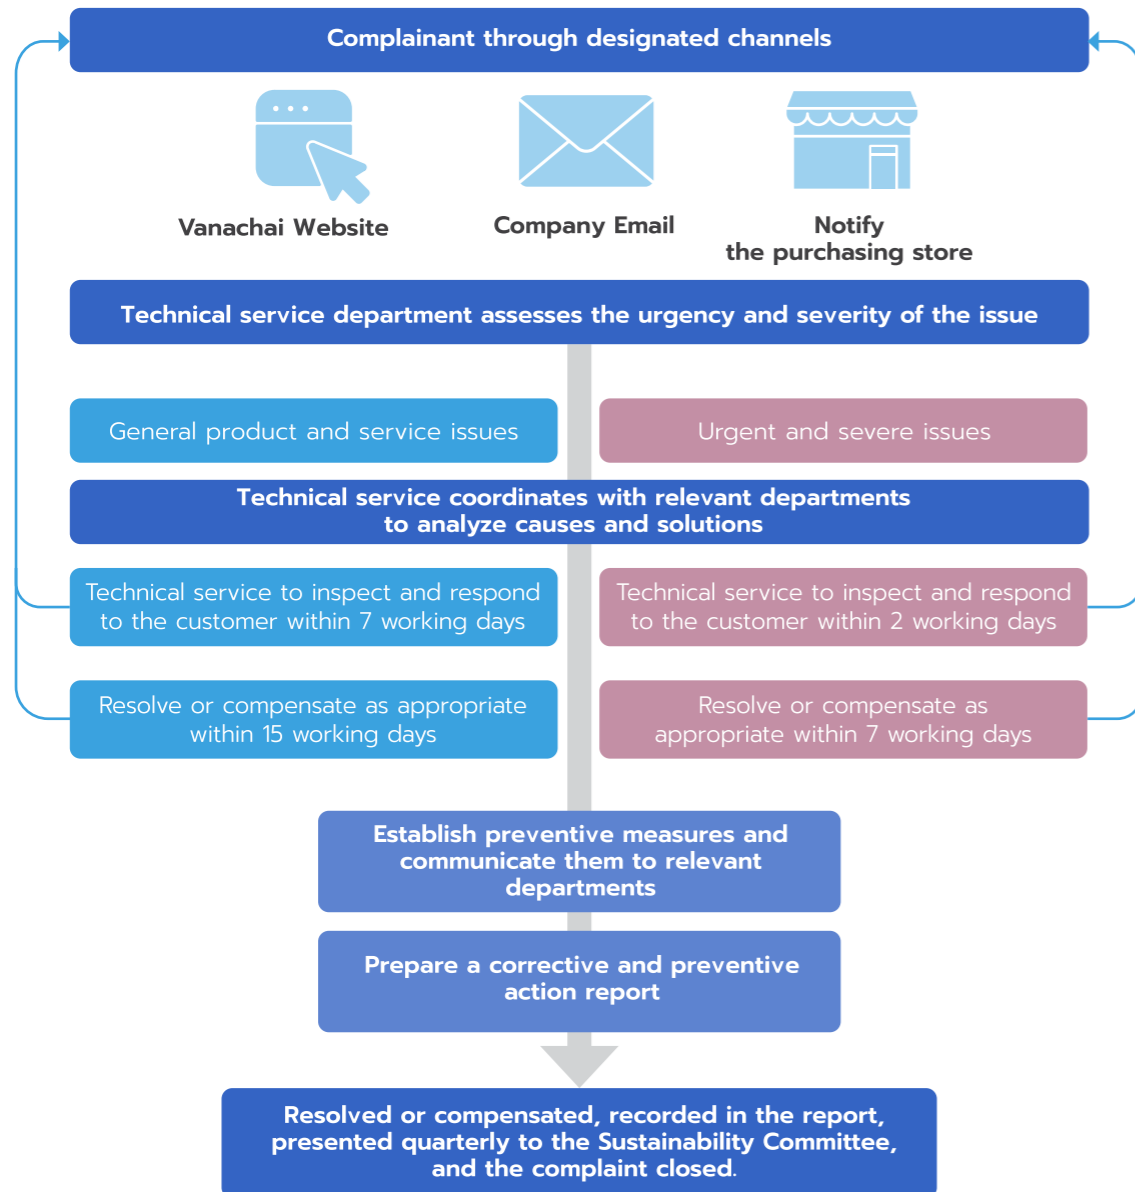 Complainant through designated channels
Vanachai Website
Company Email
Notify
the purchasing store
Technical service department assesses the urgency and severity of the issue
General product and service issues
Urgent and severe issues
Technical service coordinates with relevant departments
to analyze causes and solutions
Technical service to inspect and respond
to the customer within 7 working days
Technical service to inspect and respond
to the customer within 2 working days
Resolve or compensate as appropriate
within 15 working days
Resolve or compensate as
appropriate within 7 working days
Establish preventive measures and
communicate them to relevant
departments
Prepare a corrective and preventive
action report
Resolved or compensated, recorded in the report,
presented quarterly to the Sustainability Committee,
and the complaint closed.